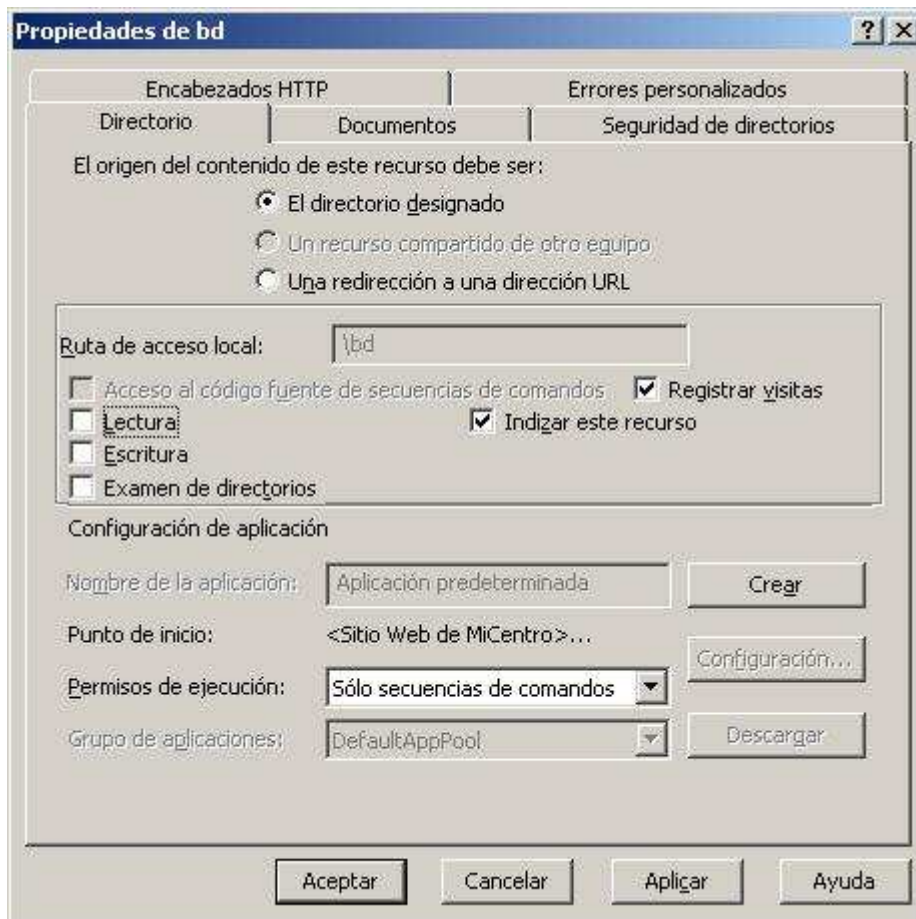 Propiedades de bd
Encabezados HTTP Errores personalizados
Directorio Documentos Seguridad de directorios
El origen del contenido de este recurso debe ser:
El directorio designado
Un recurso compartido de otro equipo
Una redirección a una dirección URL
Ruta de acceso local: \bd
Acceso al código fuente de secuencias de comandos Registrar visitas
Lectura Indizar este recurso
Escritura
Examen de directorios
Configuración de aplicación
Nombre de la aplicación: Aplicación predeterminada Crear
Punto de inicio: <Sitio Web de MiCentro>...
Configuración...
Permisos de ejecución: Sólo secuencias de comandos
Grupo de aplicaciones: DefaultAppPool Descargar
Aceptar Cancelar Aplicar Ayuda